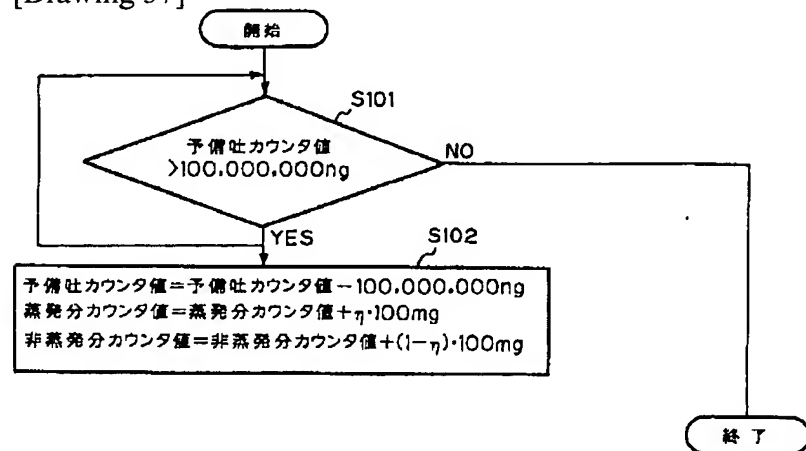 開始
S101
予備吐カウンタ値
>100.000.000ng
NO
YES
S102
予備吐カウンタ値=予備吐カウンタ値-100.000.000ng
蒸発分カウンタ値=蒸発分カウンタ値+η·100mg
非蒸発分カウンタ値=非蒸発分カウンタ値+(1-η)·100mg
終了